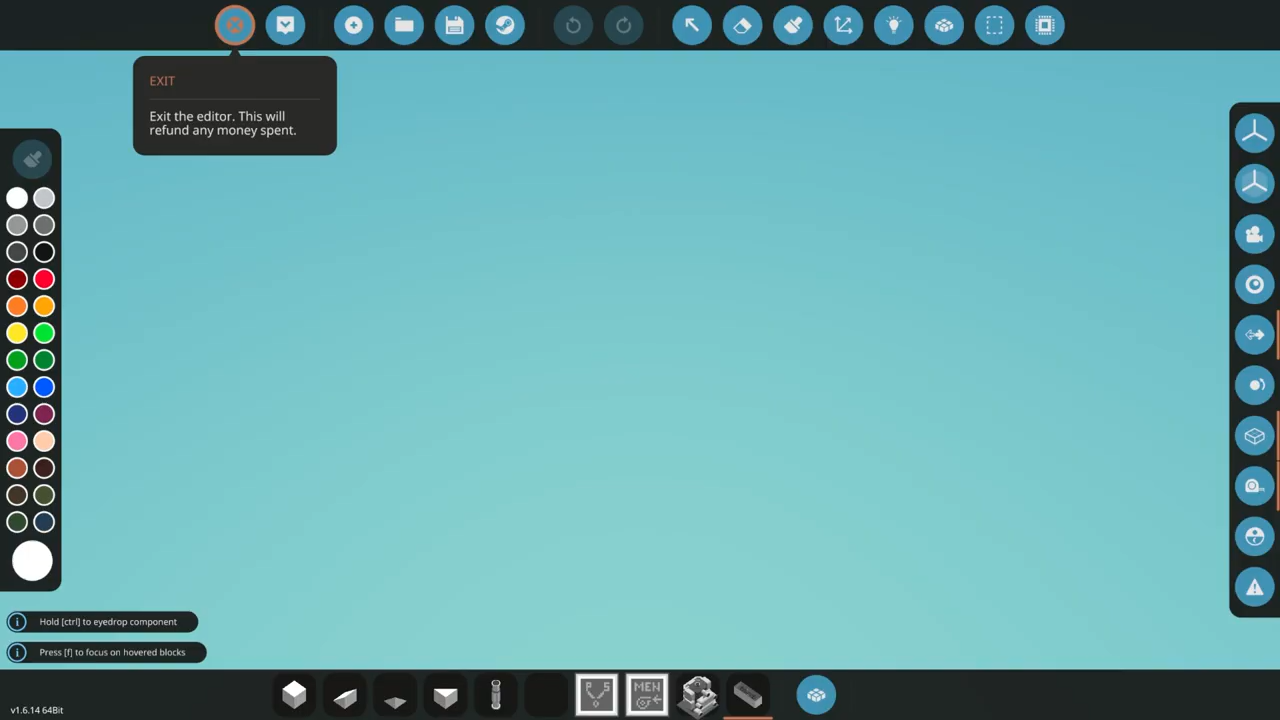 EXIT
Exit the editor. This will
refund any money spent.
Hold [ctrl] to eyedrop component
Press [f] to focus on hovered blocks
MEN
v1.6.14 64Bit